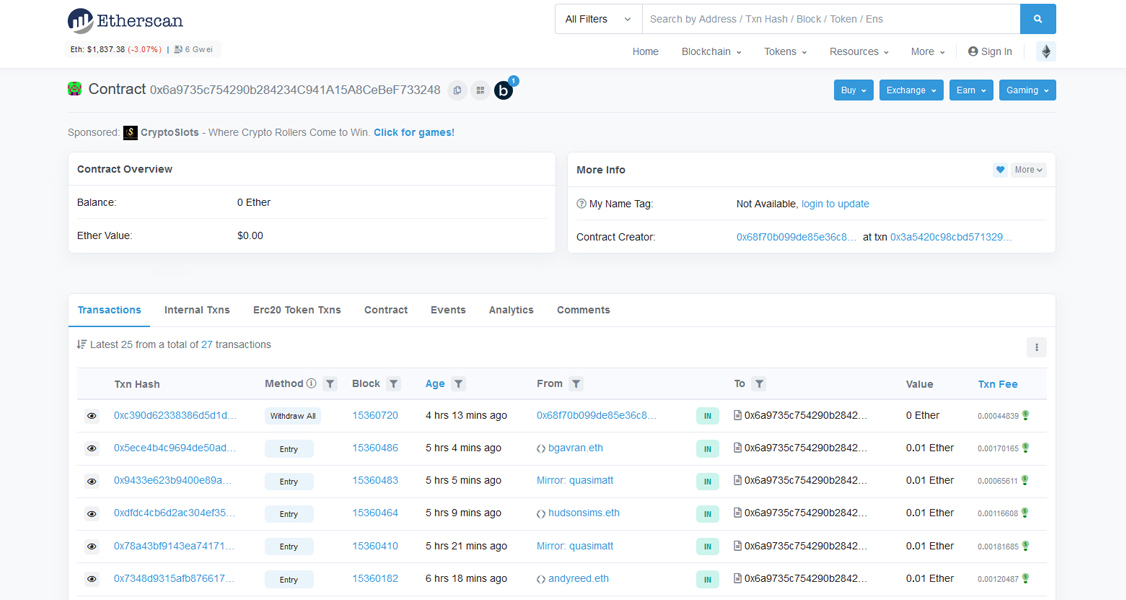 Etherscan
All Filters
Search by Address / Txn Hash / Block / Token / Ens
Eth: $1,837.38 (-3.07%) | 6 Gwei
Home Blockchain Tokens Resources More Sign In
Contract 0x6a9735c754290b284234C941A15A8CeBeF733248 b 1
Buy Exchange Earn Gaming
Sponsored: $ CryptoSlots - Where Crypto Rollers Come to Win. Click for games!
Contract Overview
Balance: 0 Ether
Ether Value: $0.00
More Info More
My Name Tag: Not Available, login to update
Contract Creator: 0x68f70b099de85e36c8... at txn 0x3a5420c98cbd571329...
Transactions Internal Txns Erc20 Token Txns Contract Events Analytics Comments
Latest 25 from a total of 27 transactions
Txn Hash Method Block Age From To Value Txn Fee
0xc390d62338386d5d1d... Withdraw All 15360720 4 hrs 13 mins ago 0x68f70b099de85e36c8... IN 0x6a9735c754290b2842... 0 Ether 0.00044839
0x5ece4b4c9694de50ad... Entry 15360486 5 hrs 4 mins ago bgavran.eth IN 0x6a9735c754290b2842... 0.01 Ether 0.00170165
0x9433e623b9400e89a... Entry 15360483 5 hrs 5 mins ago Mirror: quasimatt IN 0x6a9735c754290b2842... 0.01 Ether 0.00065611
0xdfdc4cb6d2ac304ef35... Entry 15360464 5 hrs 9 mins ago hudsonsims.eth IN 0x6a9735c754290b2842... 0.01 Ether 0.00116608
0x78a43bf9143ea74171... Entry 15360410 5 hrs 21 mins ago Mirror: quasimatt IN 0x6a9735c754290b2842... 0.01 Ether 0.00181685
0x7348d9315afb876617... Entry 15360182 6 hrs 18 mins ago andyreed.eth IN 0x6a9735c754290b2842... 0.01 Ether 0.00120487